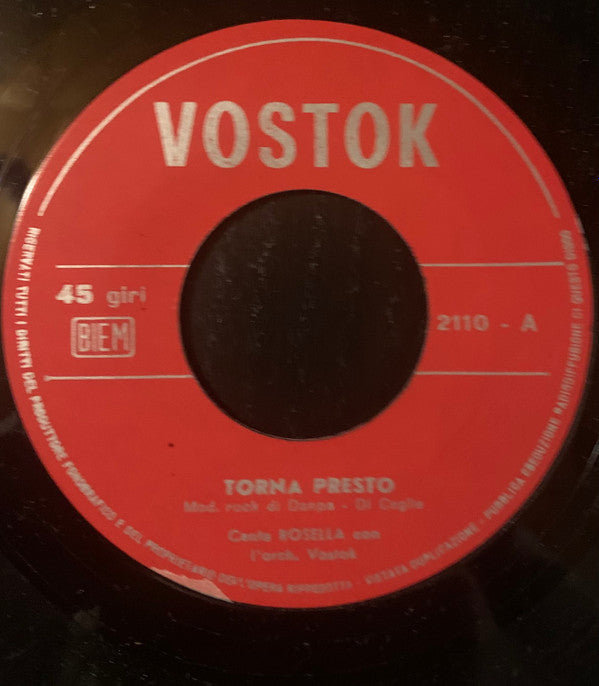 VOSTOK
45 giri
BIEM
2110 - A
TORNA PRESTO
Mod. rock di Danpa - Di Ceglie
Canta ROSELLA con
l'orch. Vostok
RISERVATI TUTTI I DIRITTI DEL PRODUTTORE FONOGRAFICO E DEL PROPRIETARIO DELL'OPERA RIPRODOTTA - VIETATA DUPLICAZIONE - PUBBLICA ESECUZIONE RADIODIFFUSIONE DI QUESTO DISCO